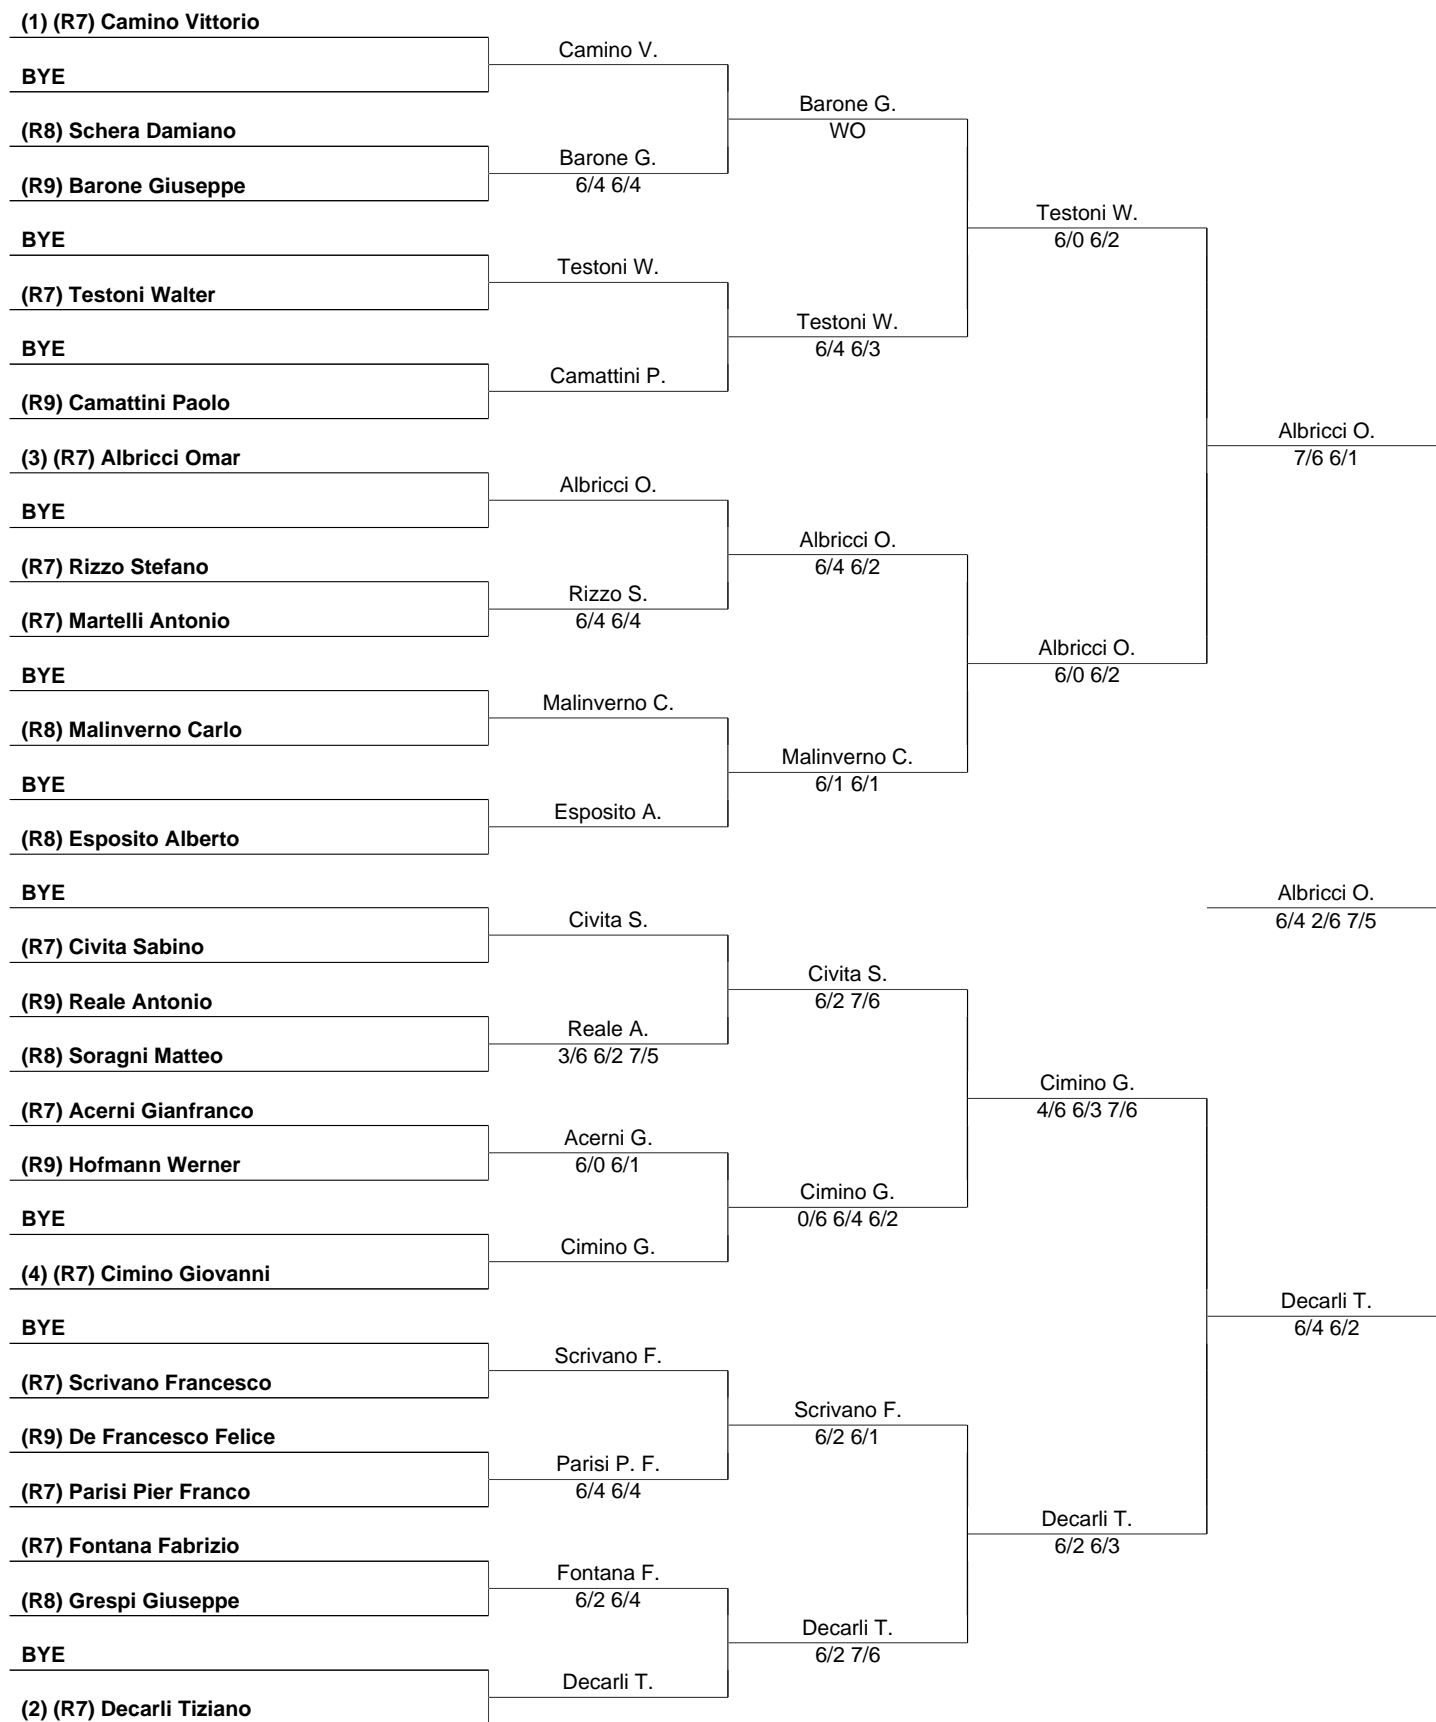 (1) (R7) Camino Vittorio
Camino V.
BYE
Barone G.
WO
(R8) Schera Damiano
Barone G.
6/4 6/4
(R9) Barone Giuseppe
Testoni W.
6/0 6/2
BYE
Testoni W.
(R7) Testoni Walter
Testoni W.
6/4 6/3
BYE
Camattini P.
(R9) Camattini Paolo
Albricci O.
7/6 6/1
(3) (R7) Albricci Omar
Albricci O.
BYE
Albricci O.
6/4 6/2
(R7) Rizzo Stefano
Rizzo S.
6/4 6/4
(R7) Martelli Antonio
Albricci O.
6/0 6/2
BYE
Malinverno C.
(R8) Malinverno Carlo
Malinverno C.
6/1 6/1
BYE
Esposito A.
(R8) Esposito Alberto
BYE
Albricci O.
6/4 2/6 7/5
Civita S.
(R7) Civita Sabino
Civita S.
6/2 7/6
(R9) Reale Antonio
Reale A.
3/6 6/2 7/5
(R8) Soragni Matteo
Cimino G.
4/6 6/3 7/6
(R7) Acerni Gianfranco
Acerni G.
6/0 6/1
(R9) Hofmann Werner
Cimino G.
0/6 6/4 6/2
BYE
Cimino G.
(4) (R7) Cimino Giovanni
Decarli T.
6/4 6/2
BYE
Scrivano F.
(R7) Scrivano Francesco
Scrivano F.
6/2 6/1
(R9) De Francesco Felice
Parisi P. F.
6/4 6/4
(R7) Parisi Pier Franco
Decarli T.
6/2 6/3
(R7) Fontana Fabrizio
Fontana F.
6/2 6/4
(R8) Grespi Giuseppe
Decarli T.
6/2 7/6
BYE
Decarli T.
(2) (R7) Decarli Tiziano